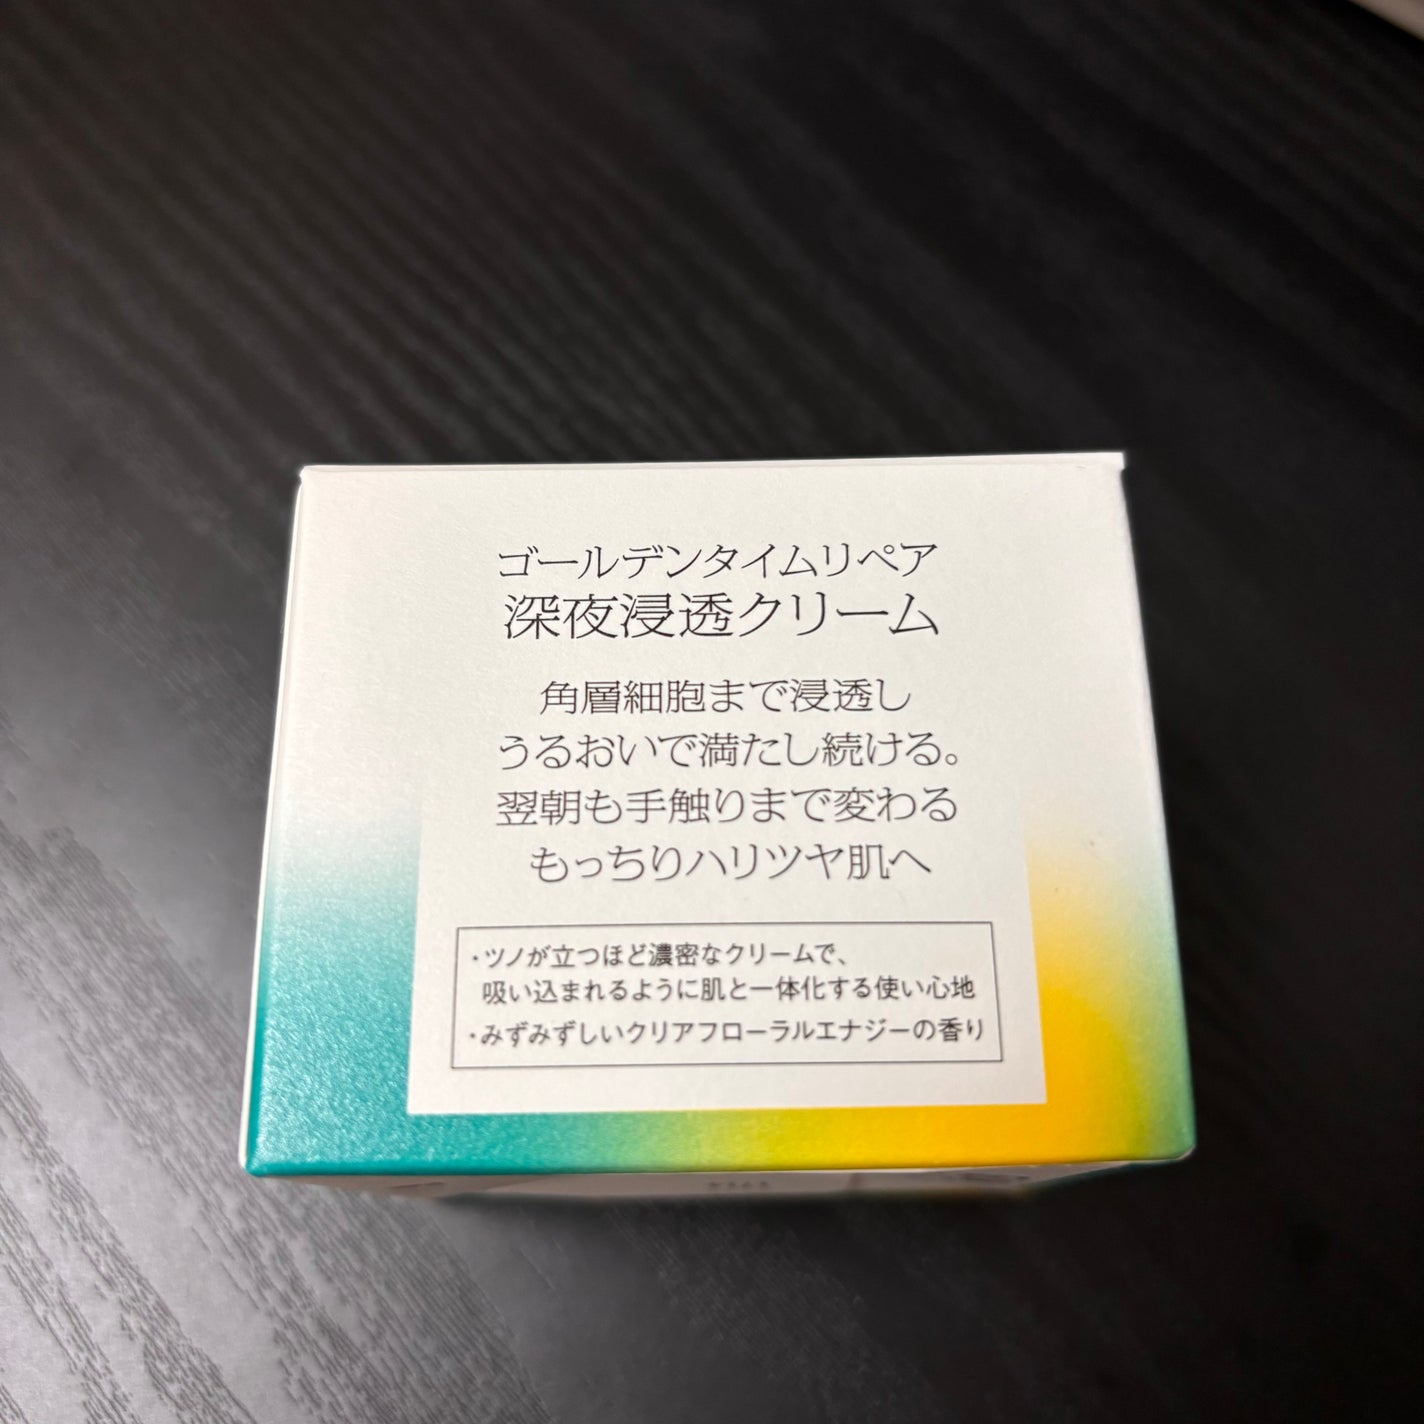 ゴールデンタイムリペア
深夜浸透クリーム
角層細胞まで浸透し
うるおいで満たし続ける。
翌朝も手触りまで変わる
もっちりハリツヤ肌へ
・ツノが立つほど濃密なクリームで、
吸い込まれるように肌と一体化する使い心地
・みずみずしいクリアフローラルエナジーの香り